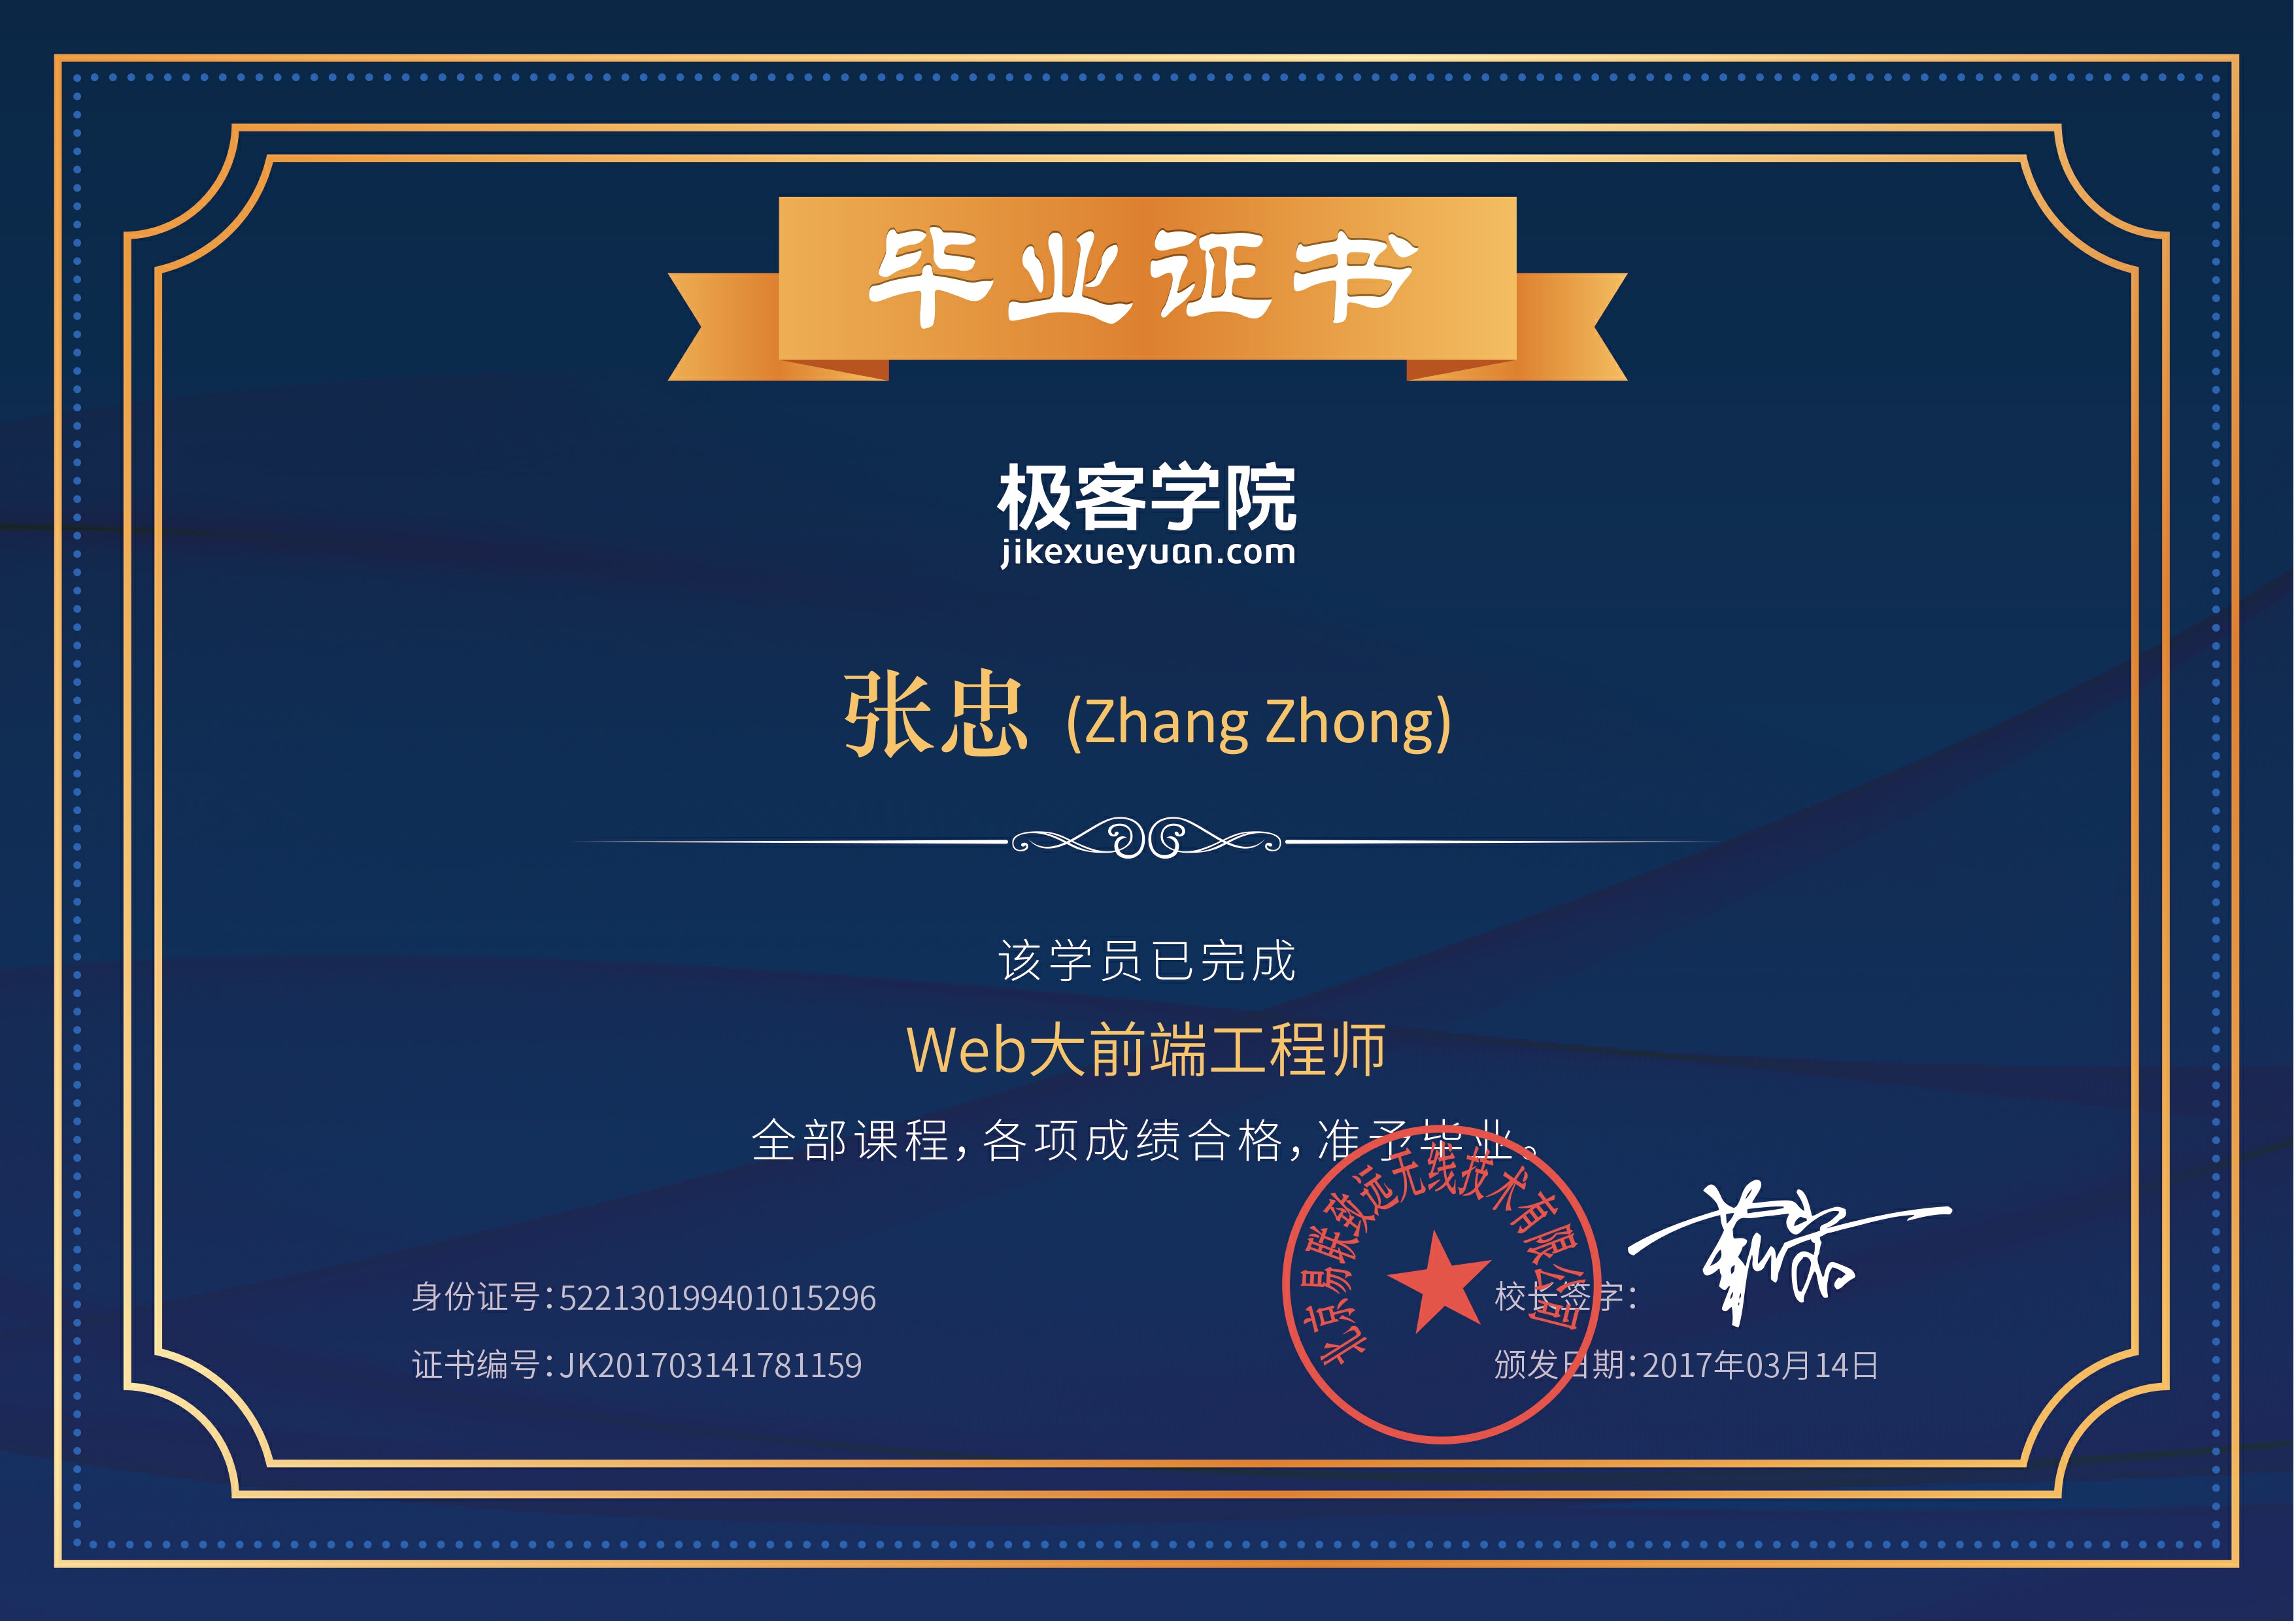 毕业证书
极客学院
jikexueyuan.com
张忠 (Zhang Zhong)
该学员已完成
Web大前端工程师
全部课程，各项成绩合格，准予毕业。
北京易联致远无线技术有限公司
身份证号：522130199401015296
校长签字：
证书编号：JK201703141781159
颁发日期：2017年03月14日